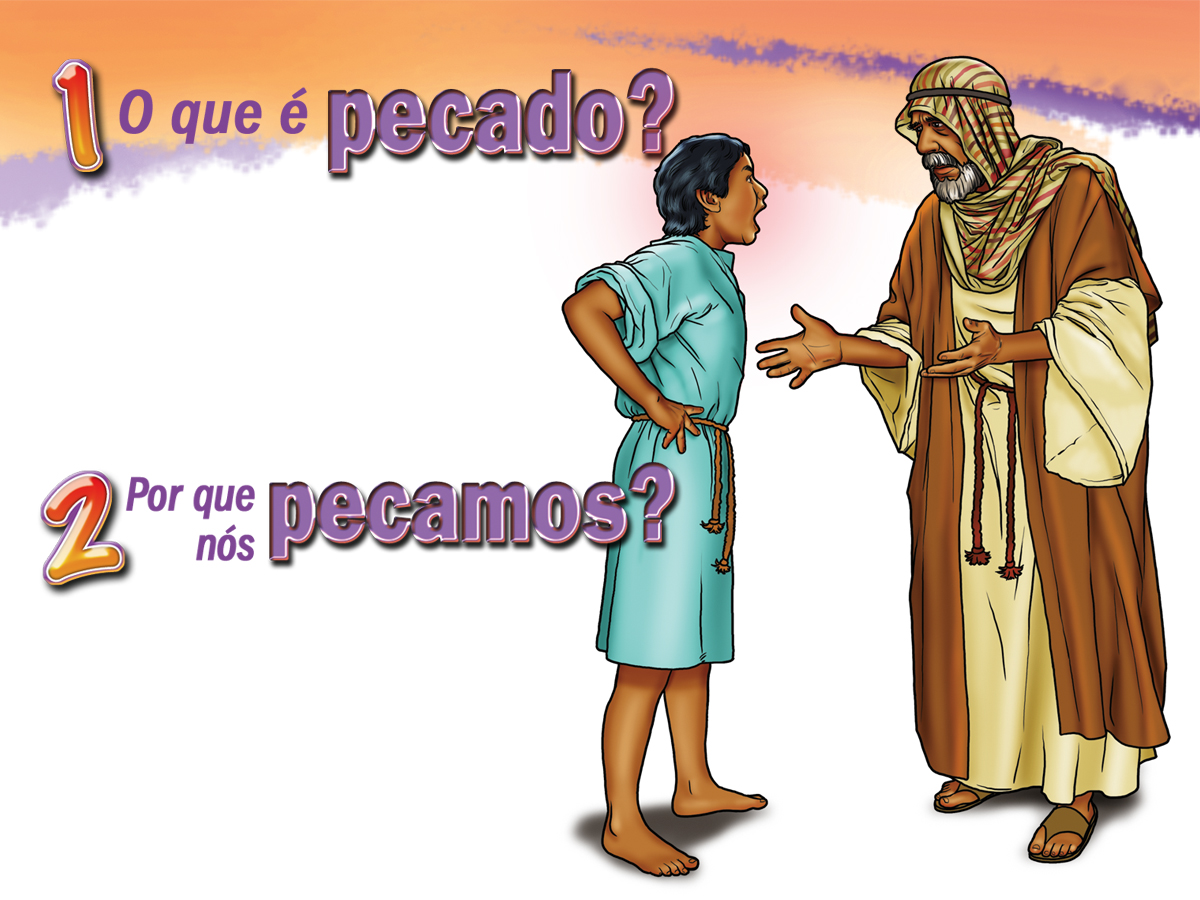 1 O que é pecado?
2 Por que
nós pecamos?